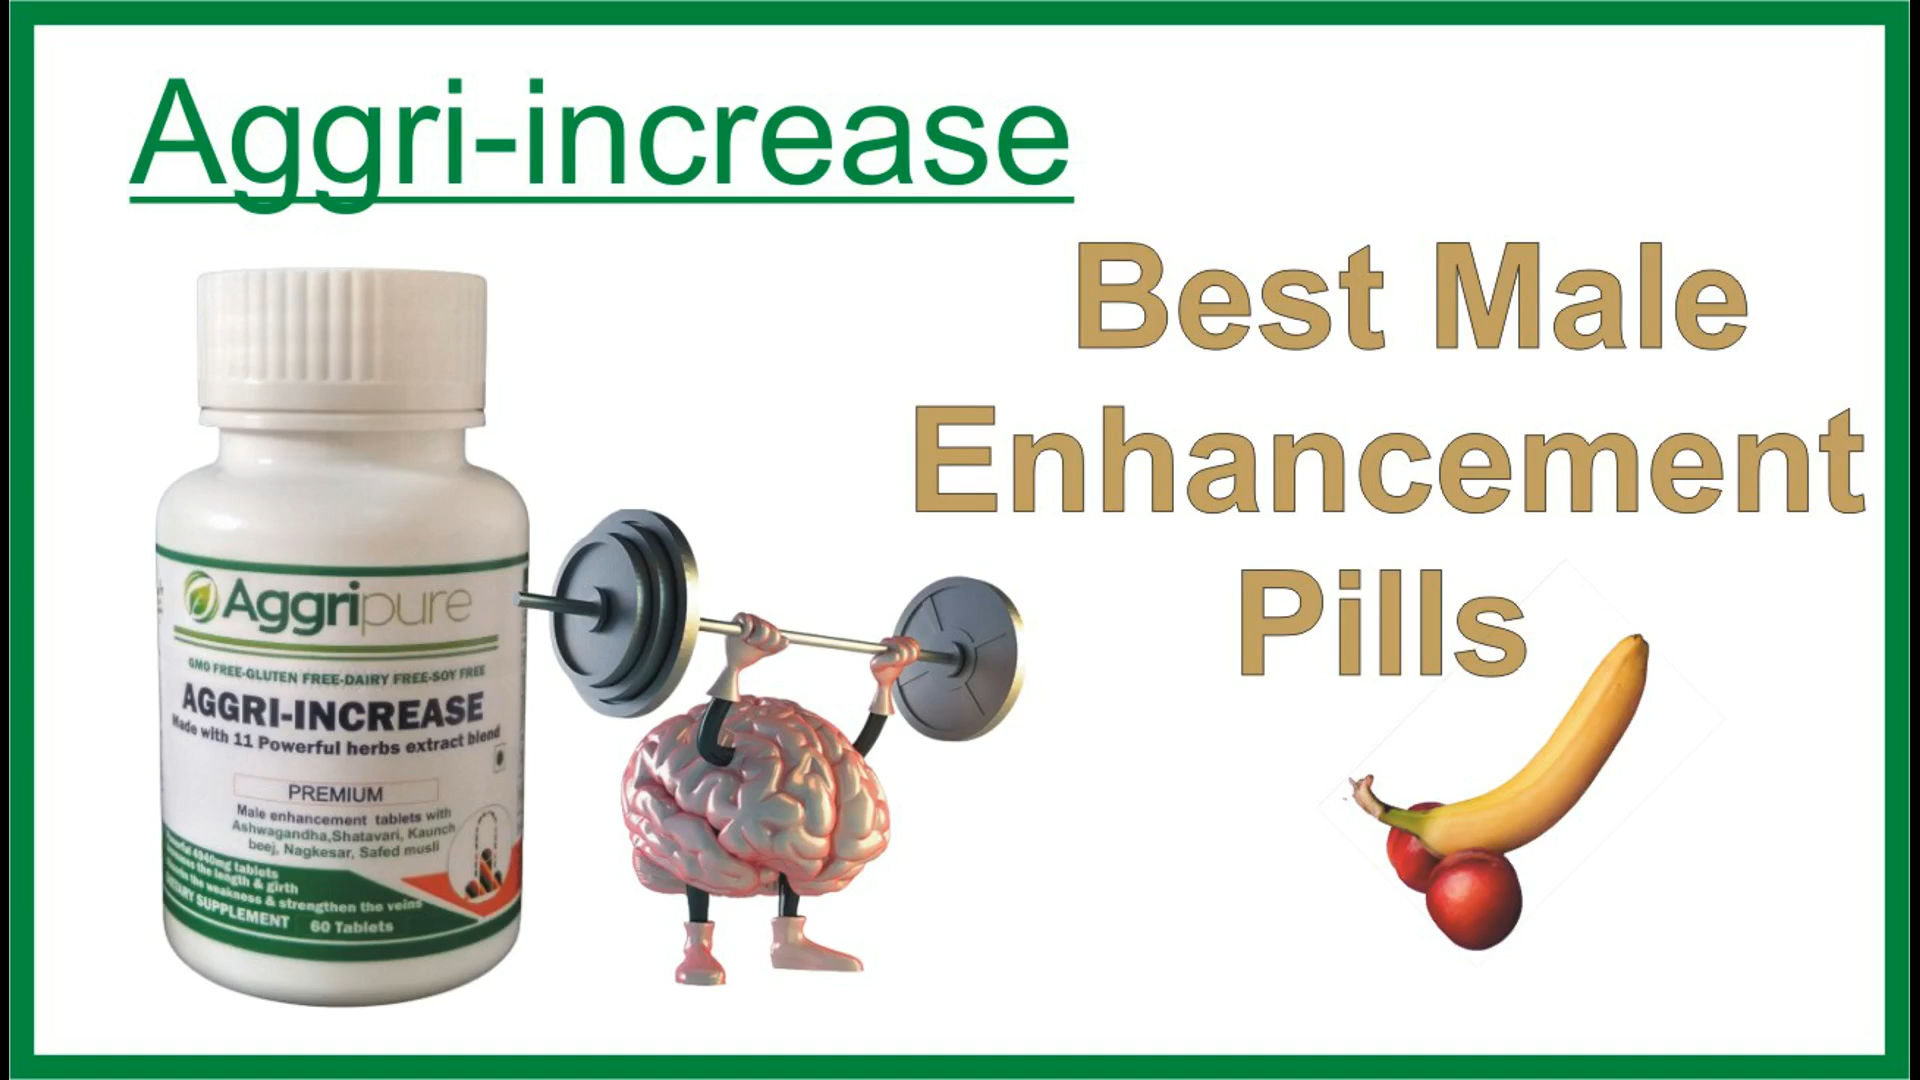 Aggri-increase
Best Male
Enhancement
Pills
Aggripure
GMO FREE-GLUTEN FREE-DAIRY FREE-SOY FREE
AGGRI-INCREASE
Made with 11 Powerful herbs extract blend
PREMIUM
Male enhancement tablets with
Ashwagandha,Shatavari, Kaunch
beej, Nagkesar, Safed musli
tablets
the length & girth
the weakness & strengthen the veins
SUPPLEMENT 60 Tablets